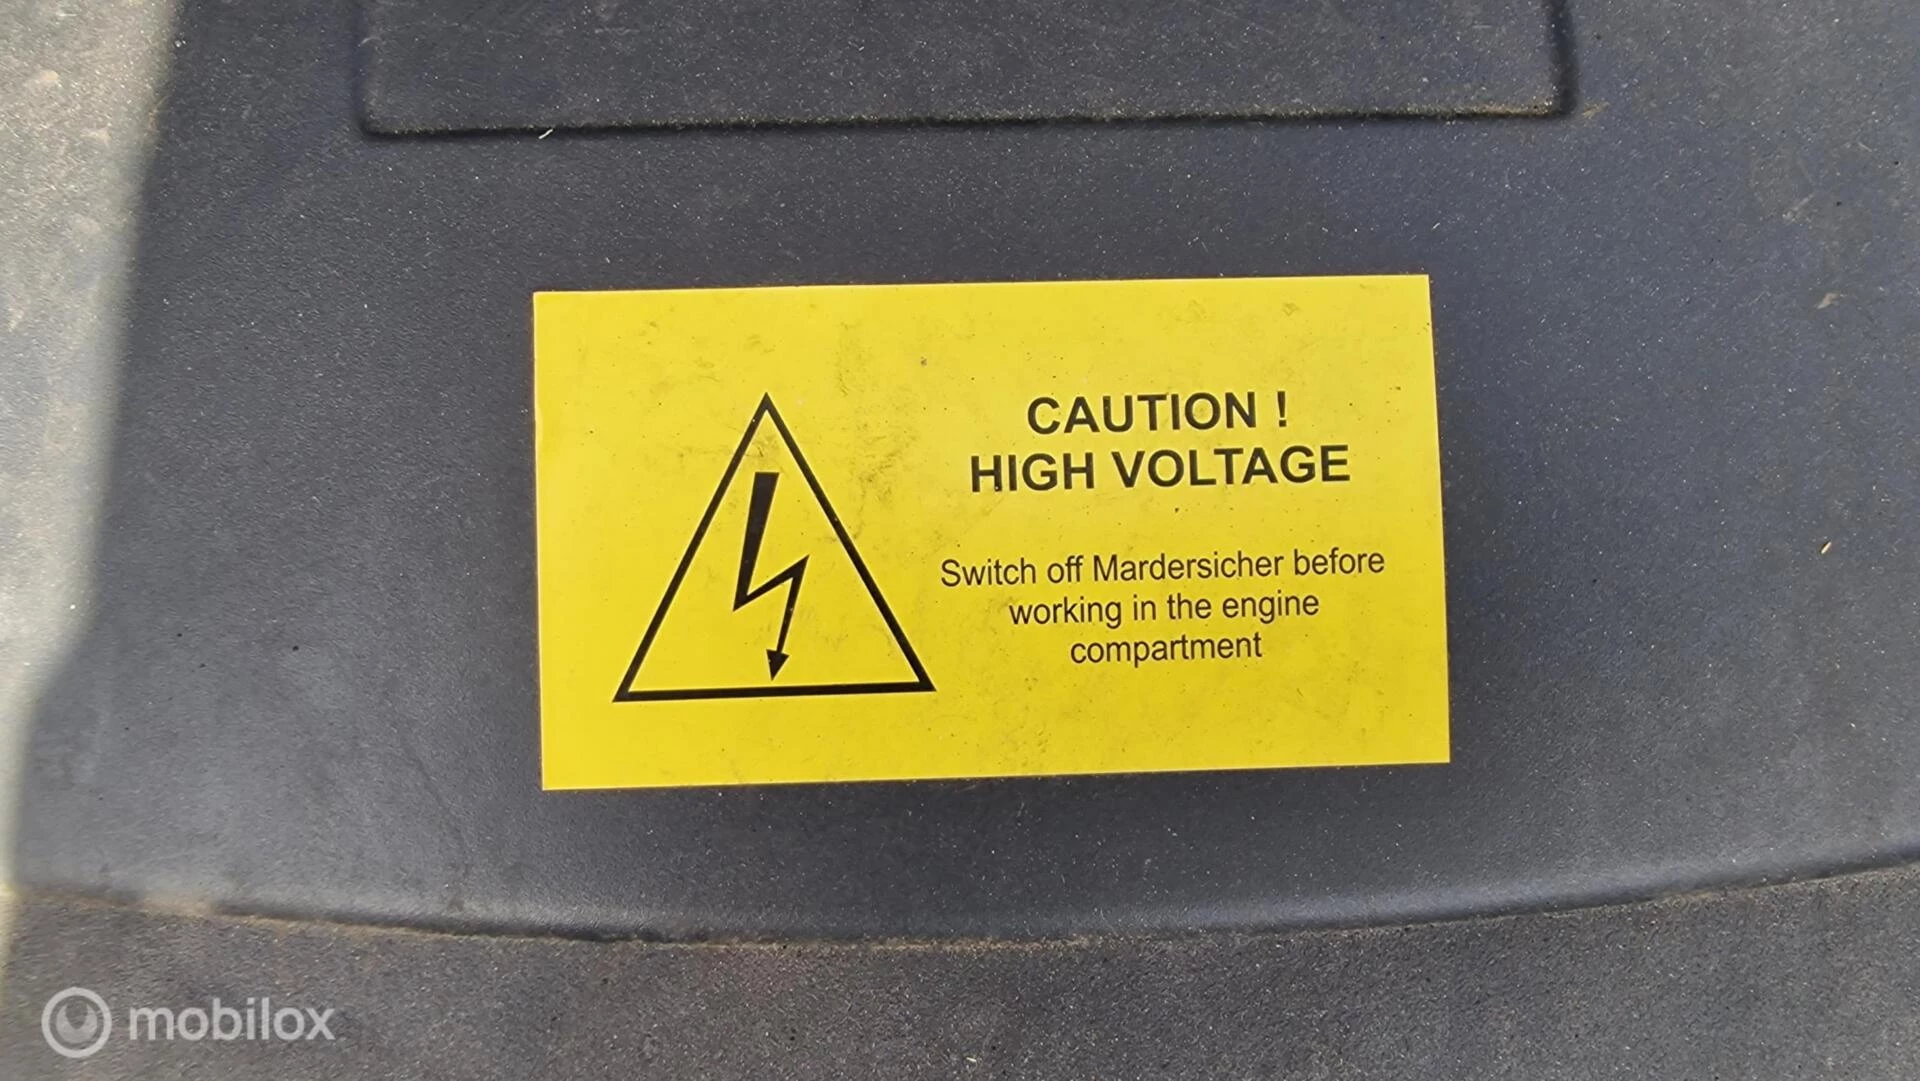 CAUTION !
HIGH VOLTAGE
Switch off Mardersicher before
working in the engine
compartment
mobilox